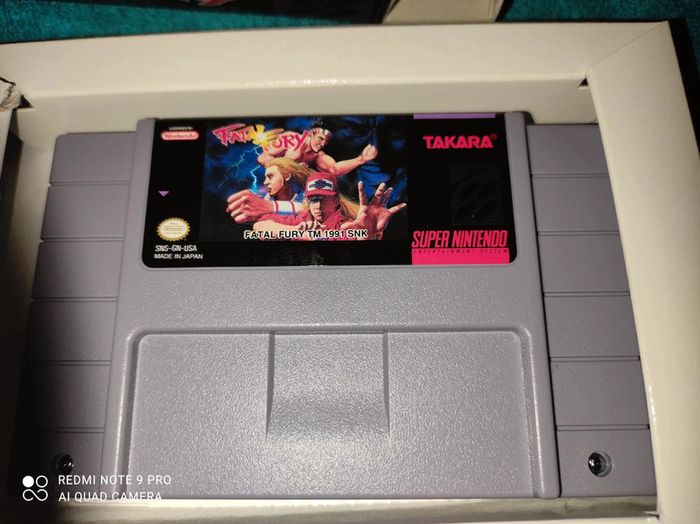 LICENSED BY
Nintendo
FATAL FURY
TAKARA®
FATAL FURY TM 1991 SNK
SNS-GN-USA
MADE IN JAPAN
SUPER NINTENDO
ENTERTAINMENT SYSTEM
REDMI NOTE 9 PRO
AI QUAD CAMERA